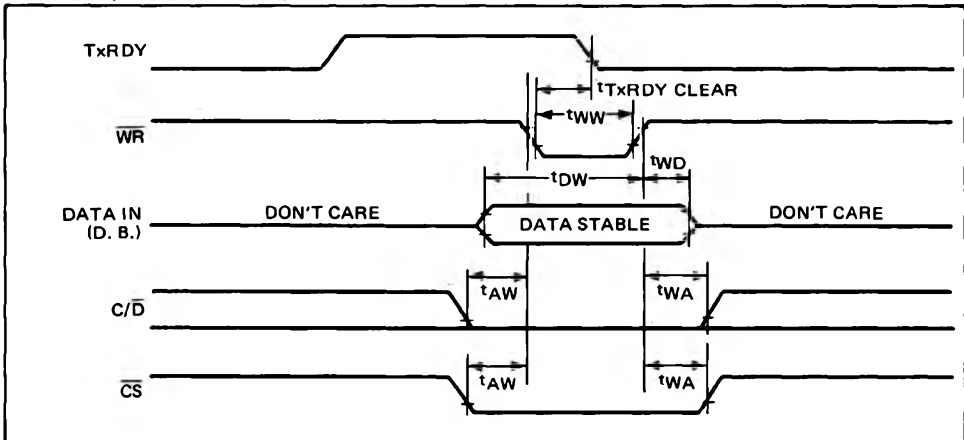 TxRDY
tTxRDY CLEAR
tWW
WR
tDW
tWD
DATA IN
(D. B.)
DON'T CARE
DATA STABLE
DON'T CARE
tAW
tWA
C/D
tAW
tWA
CS